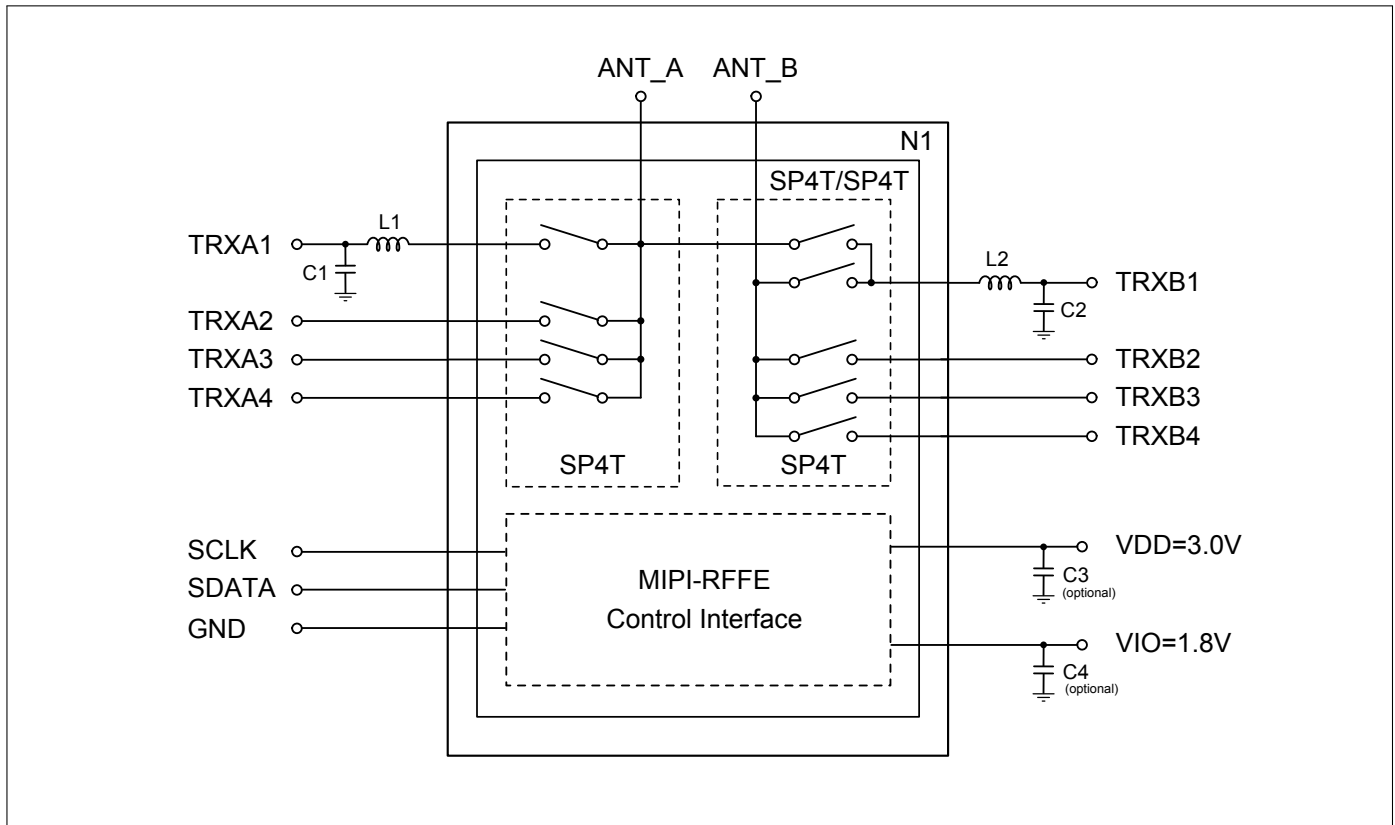 ANT_A
ANT_B
N1
SP4T/SP4T
L1
TRXA1
C1
L2
TRXB1
C2
TRXA2
TRXA3
TRXA4
TRXB2
TRXB3
TRXB4
SP4T
SP4T
SCLK
SDATA
GND
MIPI-RFFE
Control Interface
VDD=3.0V
C3
(optional)
VIO=1.8V
C4
(optional)